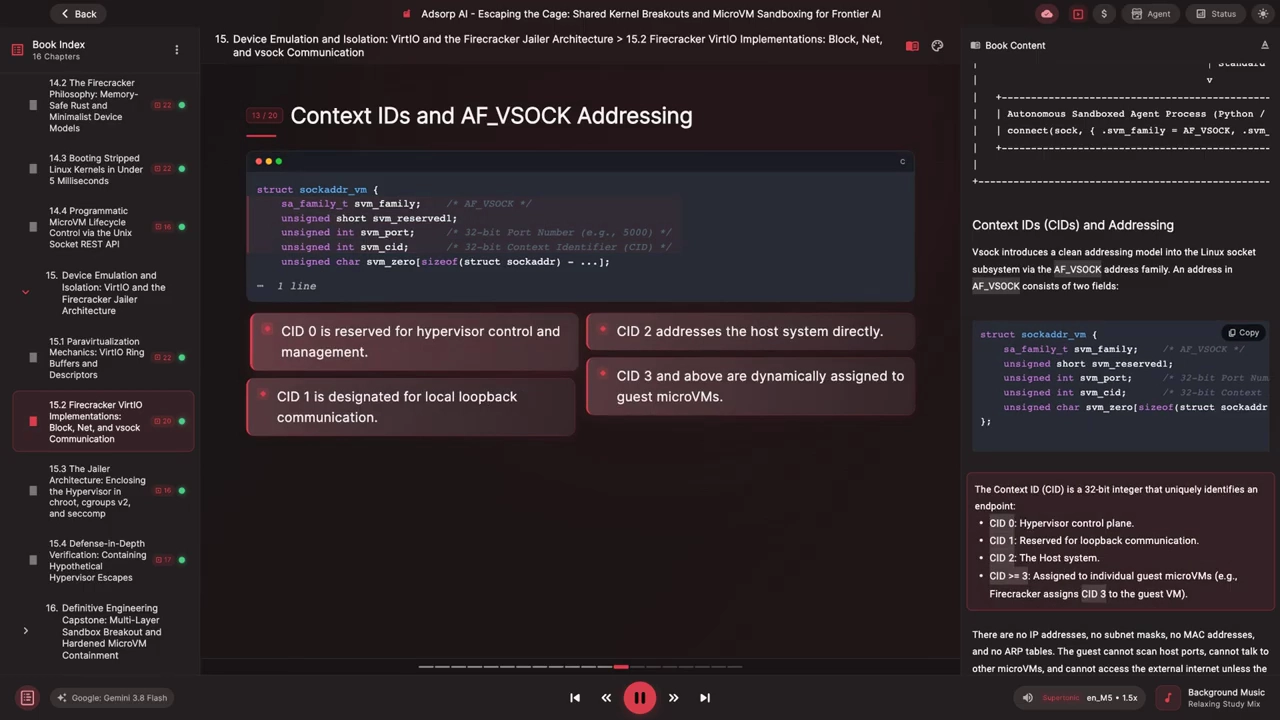 Back
Adsorp AI - Escaping the Cage: Shared Kernel Breakouts and MicroVM Sandboxing for Frontier AI
$
Agent
Status
Book Index
16 Chapters
14.2 The Firecracker
Philosophy: Memory-
Safe Rust and
Minimalist Device
Models
22
14.3 Booting Stripped
Linux Kernels in Under
5 Milliseconds
22
14.4 Programmatic
MicroVM Lifecycle
Control via the Unix
Socket REST API
16
15. Device Emulation and
Isolation: VirtIO and the
Firecracker Jailer
Architecture
15.1 Paravirtualization
Mechanics: VirtIO Ring
Buffers and
Descriptors
22
15.2 Firecracker VirtIO
Implementations:
Block, Net, and vsock
Communication
20
15.3 The Jailer
Architecture: Enclosing
the Hypervisor in
chroot, cgroups v2,
and seccomp
16
15.4 Defense-in-Depth
Verification: Containing
Hypothetical
Hypervisor Escapes
17
16. Definitive Engineering
Capstone: Multi-Layer
Sandbox Breakout and
Hardened MicroVM
Containment
Google: Gemini 3.8 Flash
15. Device Emulation and Isolation: VirtIO and the Firecracker Jailer Architecture > 15.2 Firecracker VirtIO Implementations: Block, Net,
and vsock Communication
13 / 20
Context IDs and AF_VSOCK Addressing
C
struct sockaddr_vm {
sa_family_t svm_family; /* AF_VSOCK */
unsigned short svm_reserved1;
unsigned int svm_port; /* 32-bit Port Number (e.g., 5000) */
unsigned int svm_cid; /* 32-bit Context Identifier (CID) */
unsigned char svm_zero[sizeof(struct sockaddr) - ...];
⋯ 1 line
CID 0 is reserved for hypervisor control and
management.
CID 1 is designated for local loopback
communication.
CID 2 addresses the host system directly.
CID 3 and above are dynamically assigned to
guest microVMs.
Book Content
| Standard
v
+-----------------------------------------
| Autonomous Sandboxed Agent Process (Python /
| connect(sock, { .svm_family = AF_VSOCK, .svm_
+-----------------------------------------
|
+--------------------------------------------
Context IDs (CIDs) and Addressing
Vsock introduces a clean addressing model into the Linux socket
subsystem via the AF_VSOCK address family. An address in
AF_VSOCK consists of two fields:
Copy
struct sockaddr_vm {
sa_family_t svm_family; /* AF_VSOCK */
unsigned short svm_reserved1;
unsigned int svm_port; /* 32-bit Port Num
unsigned int svm_cid; /* 32-bit Context
unsigned char svm_zero[sizeof(struct sockaddr
};
The Context ID (CID) is a 32-bit integer that uniquely identifies an
endpoint:
• CID 0: Hypervisor control plane.
• CID 1: Reserved for loopback communication.
• CID 2: The Host system.
• CID >= 3: Assigned to individual guest microVMs (e.g.,
Firecracker assigns CID 3 to the guest VM).
There are no IP addresses, no subnet masks, no MAC addresses,
and no ARP tables. The guest cannot scan host ports, cannot talk to
other microVMs, and cannot access the external internet unless the
Supertonic en_M5 • 1.5x
Background Music
Relaxing Study Mix